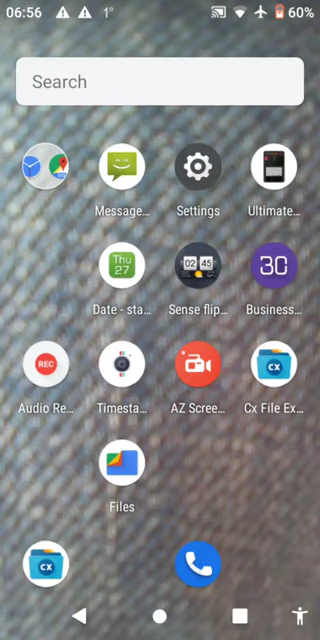 06:56 1° 60%
Search
Message... Settings Ultimate...
Thu 27 02 45 30
Date - sta... Sense flip... Business...
REC CX
Audio Re... Timesta... AZ Scree... Cx File Ex...
Files
CX